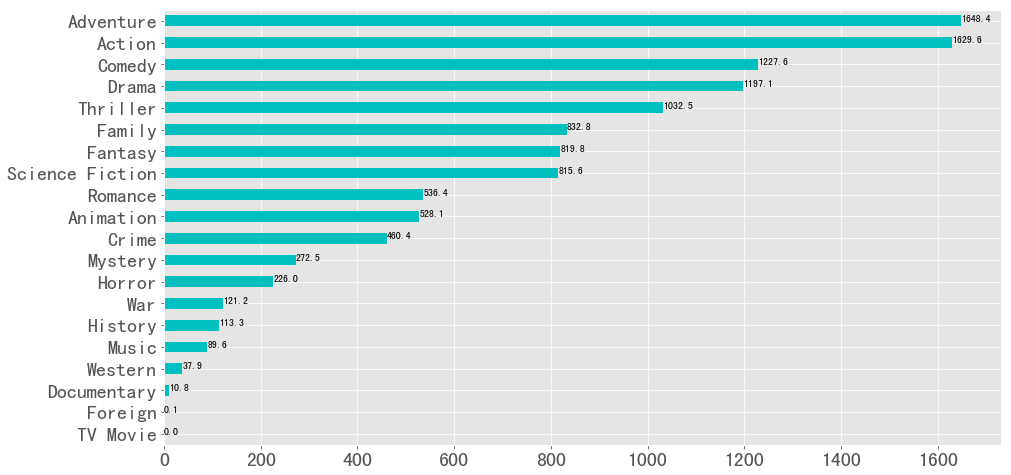 Adventure 1648.4
Action 1629.6
Comedy 1227.6
Drama 1197.1
Thriller 1032.5
Family 832.8
Fantasy 819.8
Science Fiction 815.6
Romance 536.4
Animation 528.1
Crime 460.4
Mystery 272.5
Horror 226.0
War 121.2
History 113.3
Music 89.6
Western 37.9
Documentary 10.8
Foreign 0.1
TV Movie 0.0
0 200 400 600 800 1000 1200 1400 1600